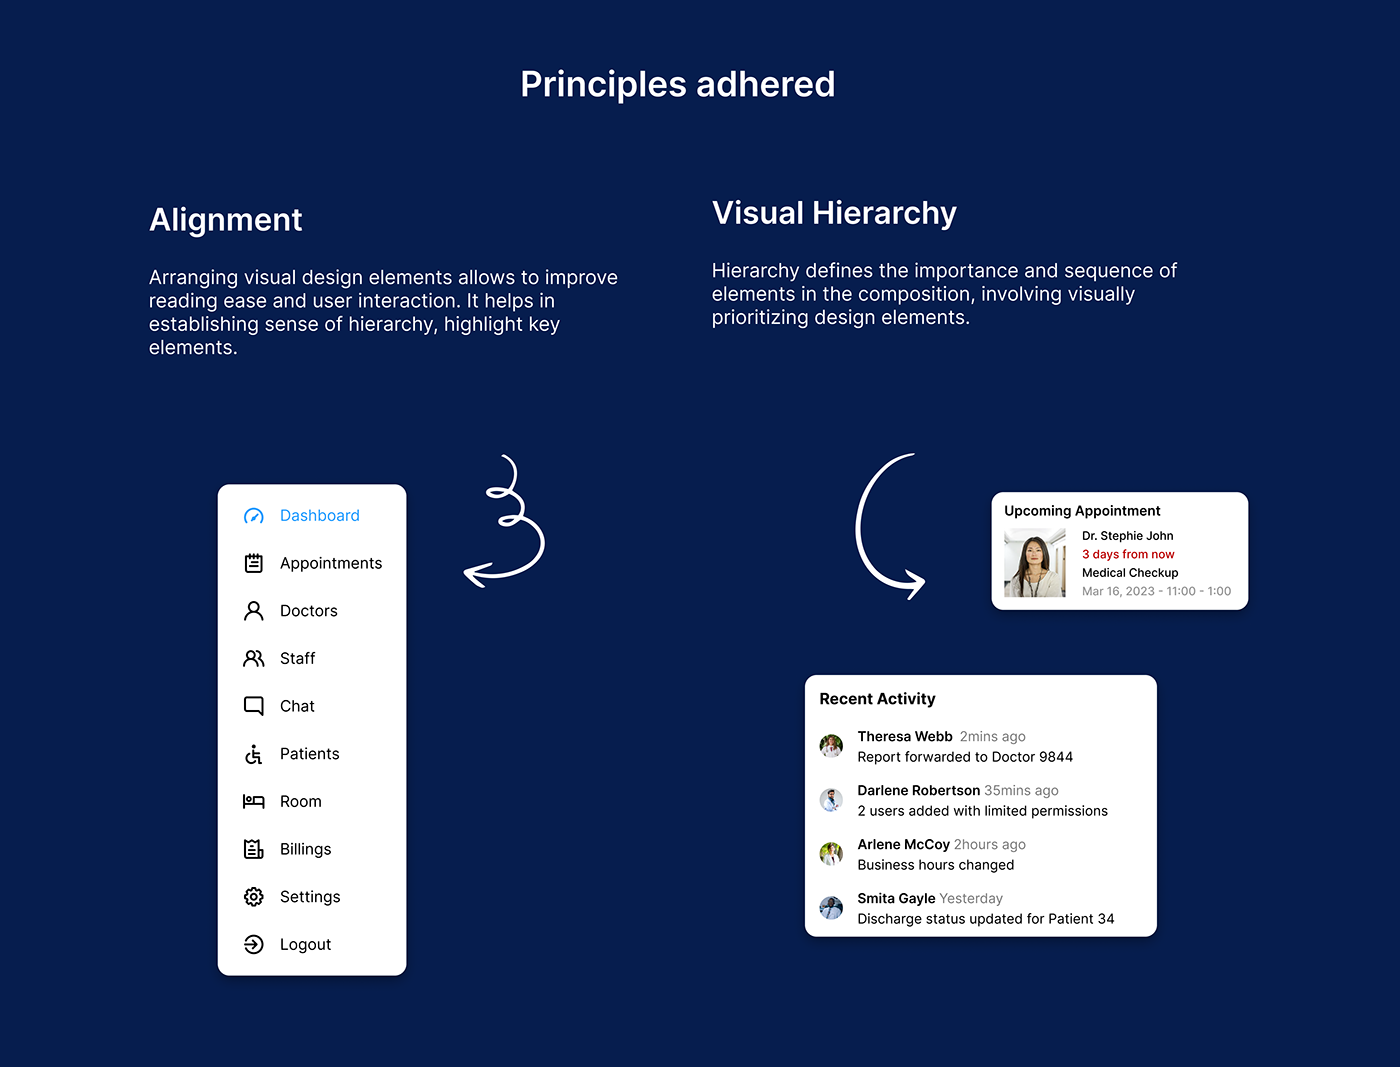 Principles adhered
Alignment
Arranging visual design elements allows to improve
reading ease and user interaction. It helps in
establishing sense of hierarchy, highlight key
elements.
Visual Hierarchy
Hierarchy defines the importance and sequence of
elements in the composition, involving visually
prioritizing design elements.
Dashboard
Appointments
Doctors
Staff
Chat
Patients
Room
Billings
Settings
Logout
Upcoming Appointment
Dr. Stephie John
3 days from now
Medical Checkup
Mar 16, 2023 - 11:00 - 1:00
Recent Activity
Theresa Webb 2mins ago
Report forwarded to Doctor 9844
Darlene Robertson 35mins ago
2 users added with limited permissions
Arlene McCoy 2hours ago
Business hours changed
Smita Gayle Yesterday
Discharge status updated for Patient 34